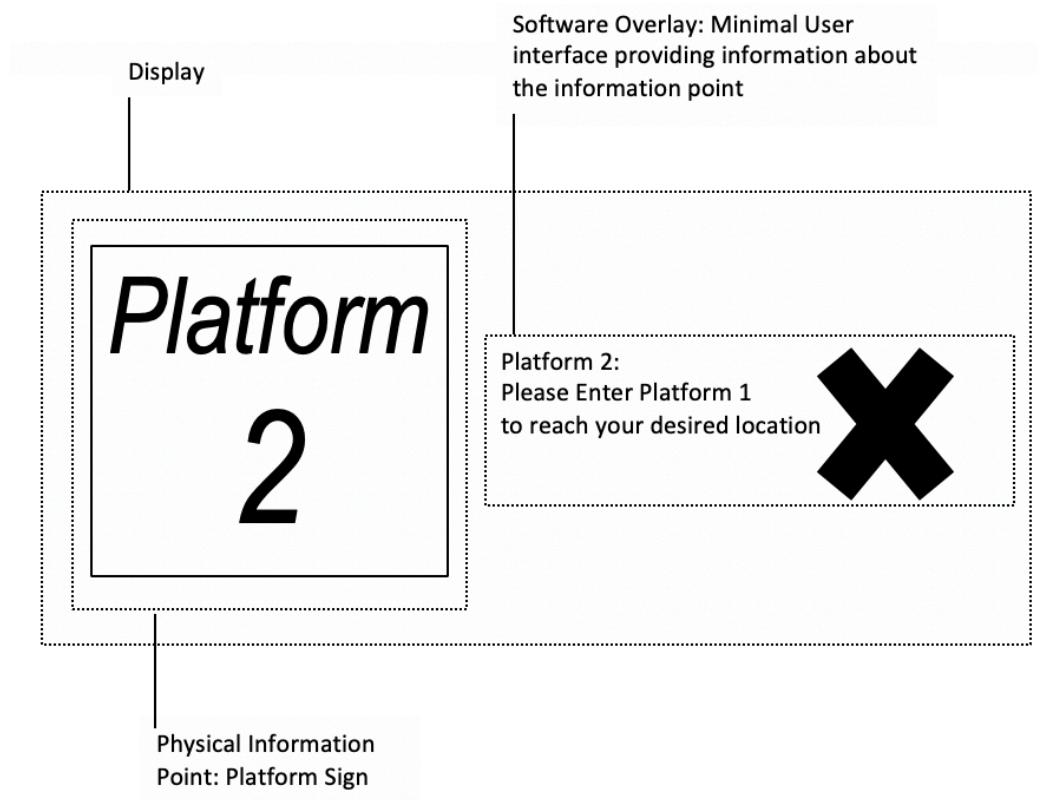 Software Overlay: Minimal User
interface providing information about
the information point
Display
Platform
2
Platform 2:
Please Enter Platform 1
to reach your desired location
Physical Information
Point: Platform Sign